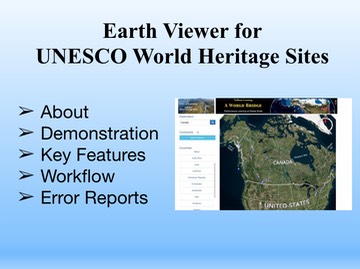 Earth Viewer for
UNESCO World Heritage Sites
➢ About
➢ Demonstration
➢ Key Features
➢ Workflow
➢ Error Reports
A WORLD BRIDGE
CANADA
UNITED STATES